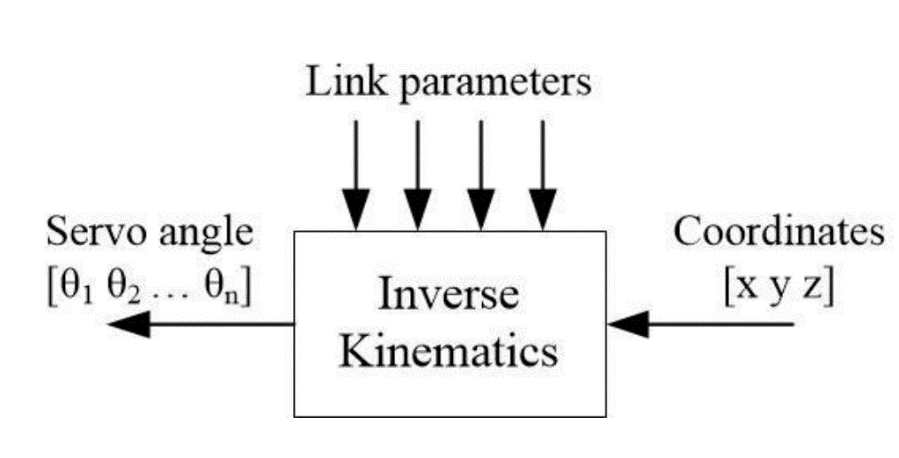 Link parameters
Servo angle
[θ₁ θ₂ ... θₙ]
Coordinates
[x y z]
Inverse
Kinematics